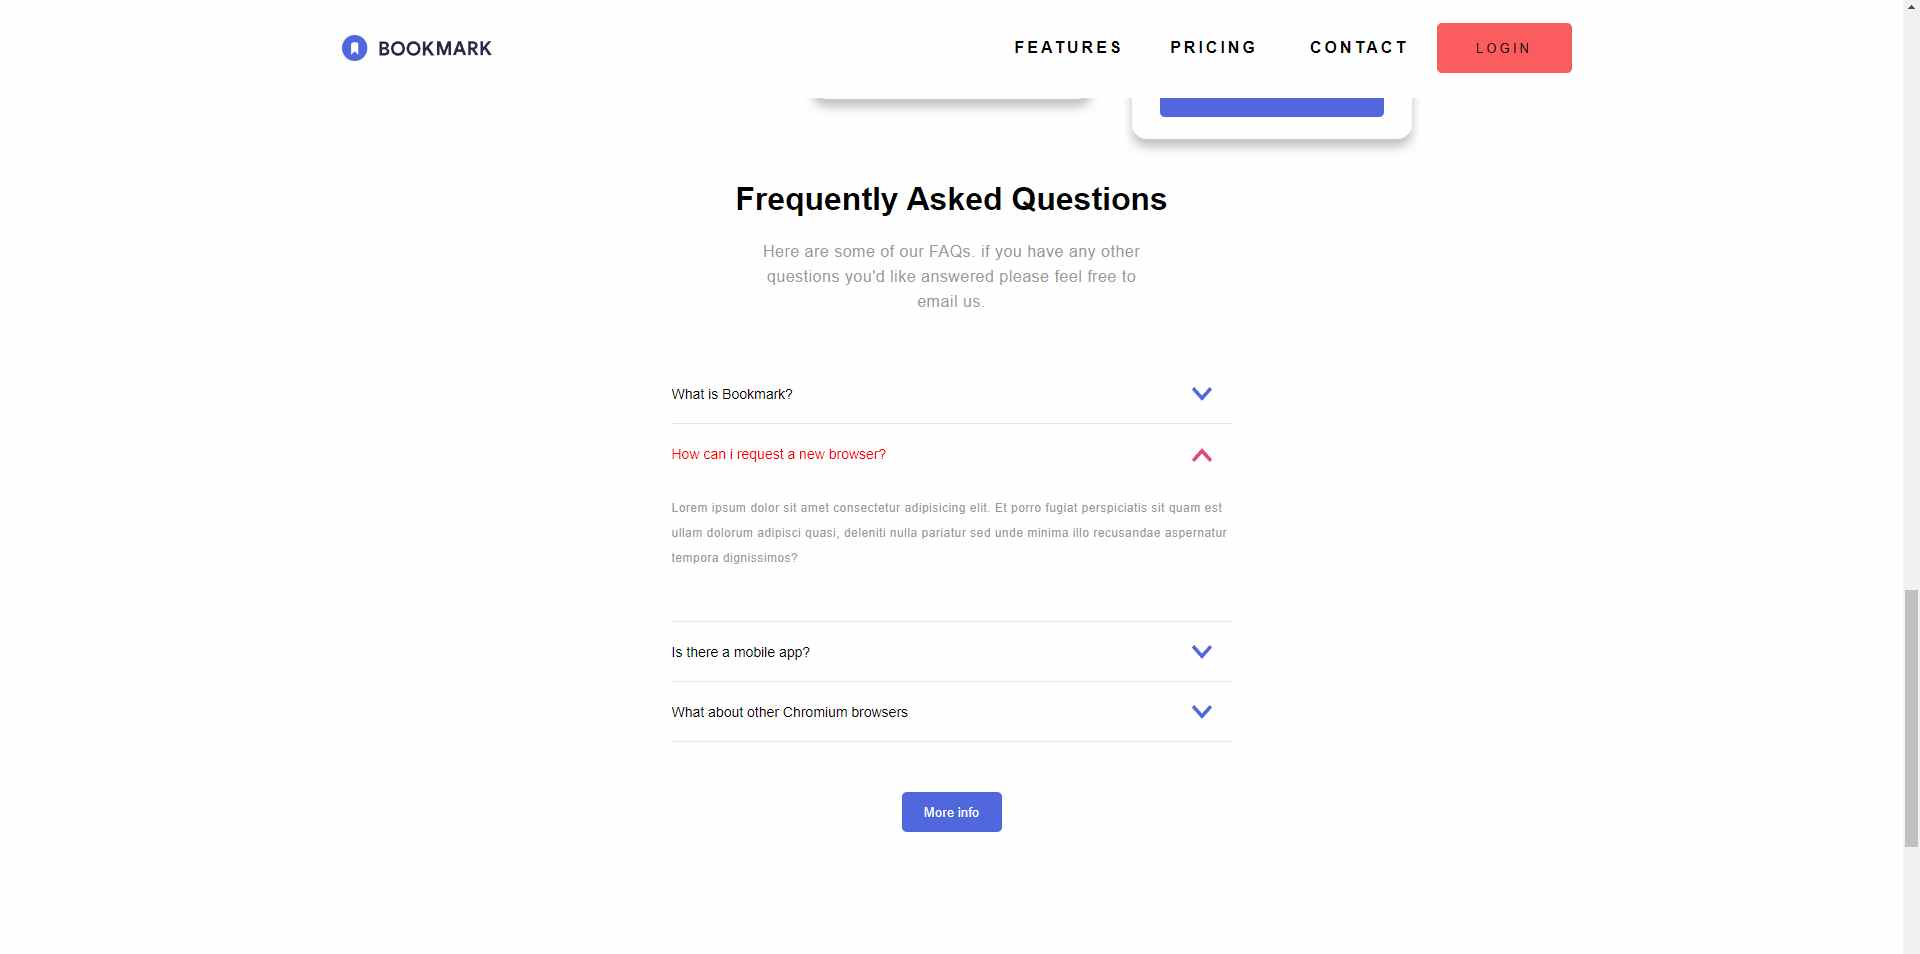 BOOKMARK
FEATURES
PRICING
CONTACT
LOGIN
Frequently Asked Questions
Here are some of our FAQs. if you have any other
questions you'd like answered please feel free to
email us.
What is Bookmark?
How can i request a new browser?
Lorem ipsum dolor sit amet consectetur adipisicing elit. Et porro fugiat perspiciatis sit quam est
ullam dolorum adipisci quasi, deleniti nulla pariatur sed unde minima illo recusandae aspernatur
tempora dignissimos?
Is there a mobile app?
What about other Chromium browsers
More info